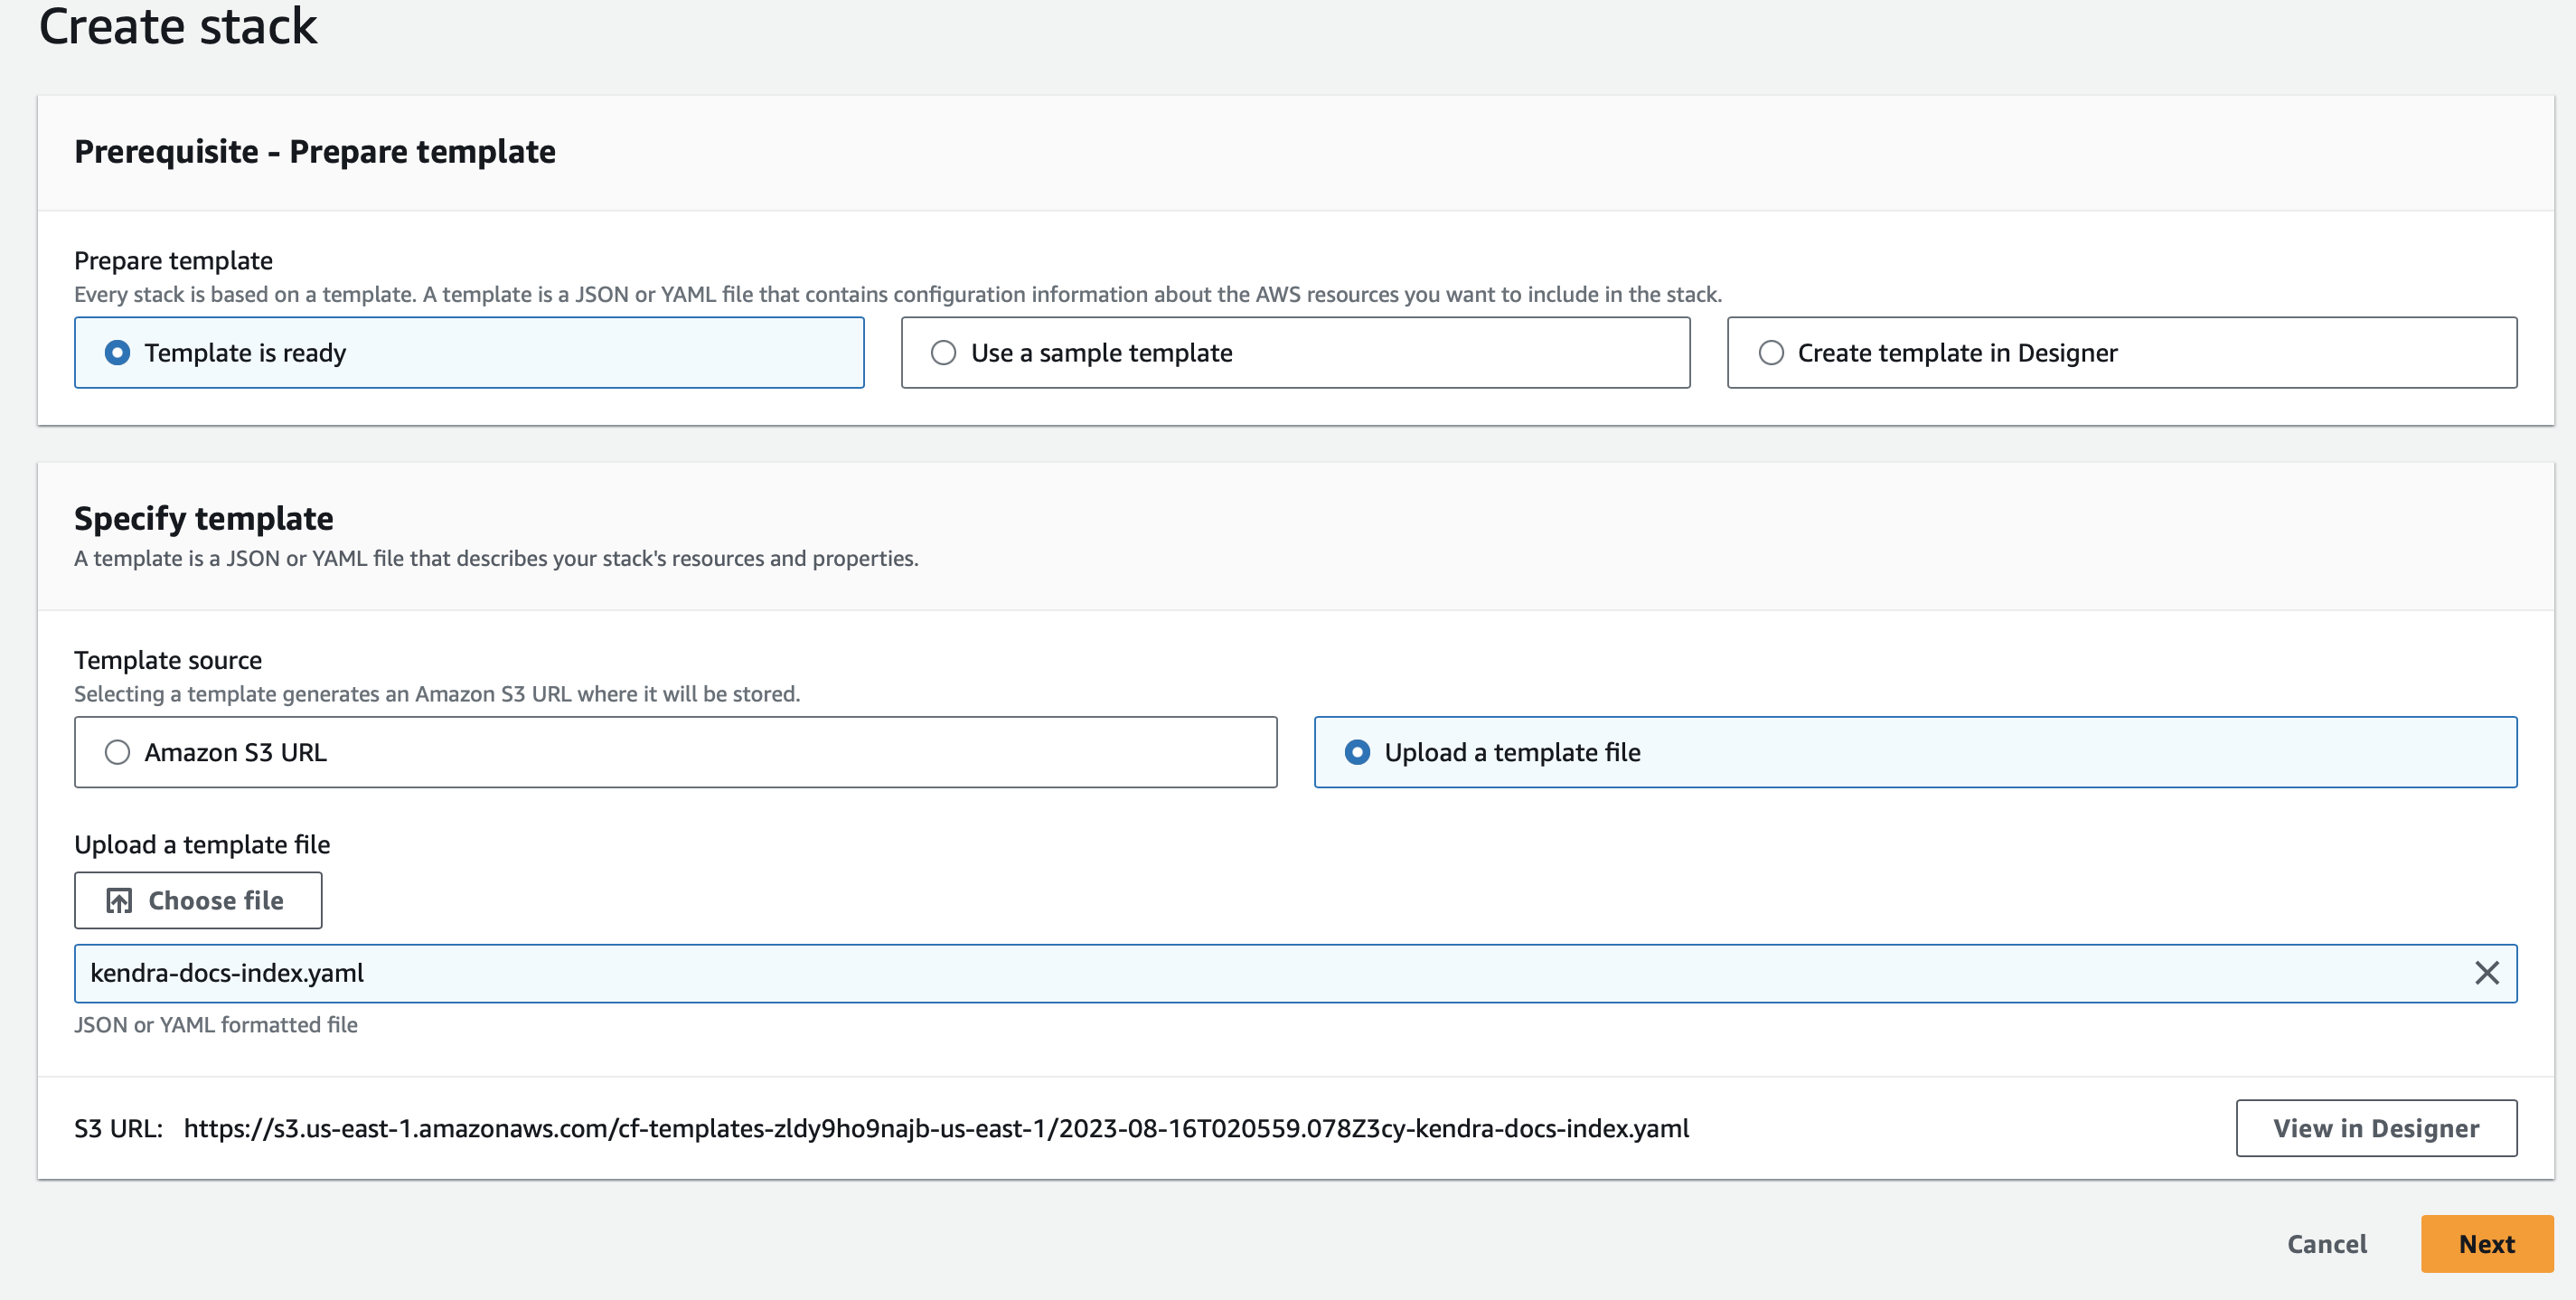 Create stack
Prerequisite - Prepare template
Prepare template
Every stack is based on a template. A template is a JSON or YAML file that contains configuration information about the AWS resources you want to include in the stack.
Template is ready
Use a sample template
Create template in Designer
Specify template
A template is a JSON or YAML file that describes your stack's resources and properties.
Template source
Selecting a template generates an Amazon S3 URL where it will be stored.
Amazon S3 URL
Upload a template file
Upload a template file
Choose file
kendra-docs-index.yaml
JSON or YAML formatted file
S3 URL: https://s3.us-east-1.amazonaws.com/cf-templates-zldy9ho9najb-us-east-1/2023-08-16T020559.078Z3cy-kendra-docs-index.yaml
View in Designer
Cancel
Next